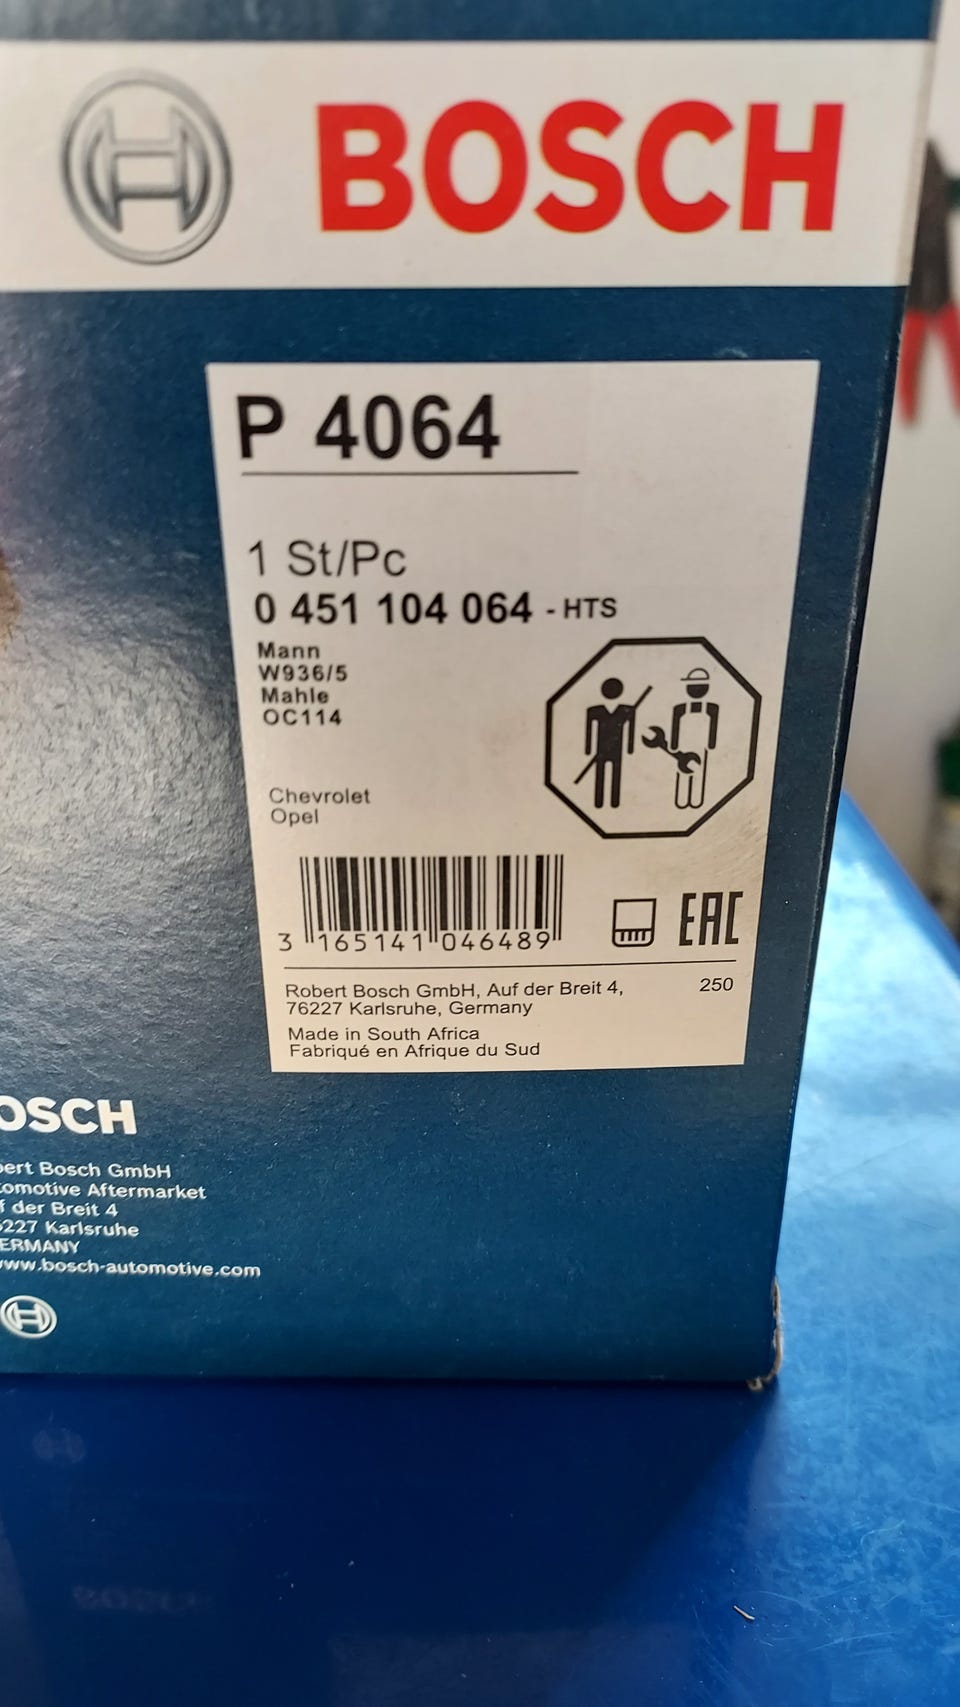 BOSCH
P 4064
1 St/Pc
0 451 104 064 - HTS
Mann
W936/5
Mahle
OC114
Chevrolet
Opel
3 165141 046489
EAC
Robert Bosch GmbH, Auf der Breit 4, 250
76227 Karlsruhe, Germany
Made in South Africa
Fabriqué en Afrique du Sud
OSCH
bert Bosch GmbH
tomotive Aftermarket
f der Breit 4
6227 Karlsruhe
ERMANY
www.bosch-automotive.com